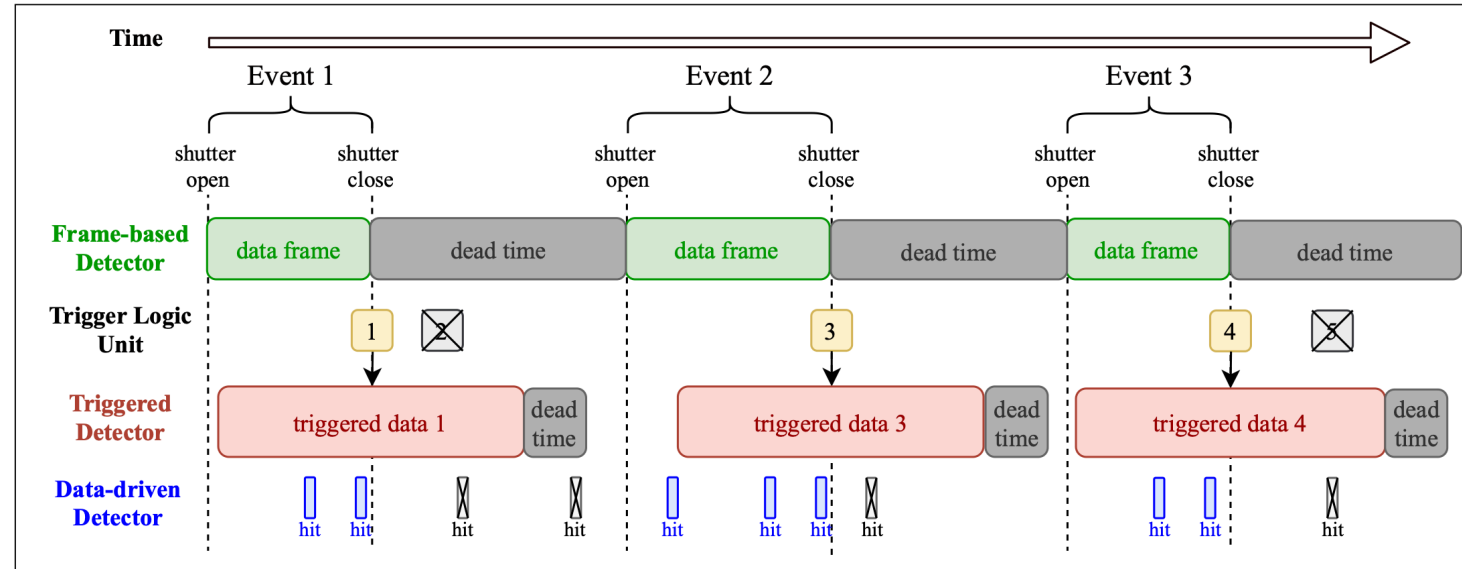 Time
Event 1 Event 2 Event 3
shutter shutter shutter shutter shutter shutter
open close open close open close
Frame-based
Detector
data frame dead time data frame dead time data frame dead time
Trigger Logic
Unit
1 2 3 4 5
Triggered
Detector
triggered data 1 dead time triggered data 3 dead time triggered data 4 dead time
Data-driven
Detector
hit hit hit hit hit hit hit hit hit hit hit